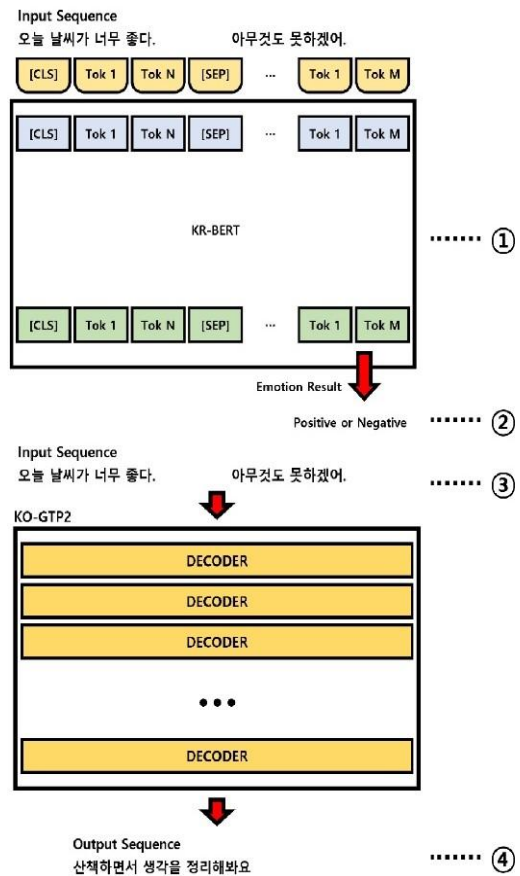 Input Sequence
오늘 날씨가 너무 좋다. 아무것도 못하겠어.
[CLS] Tok 1 Tok N [SEP] ... Tok 1 Tok M
[CLS] Tok 1 Tok N [SEP] ... Tok 1 Tok M
KR-BERT
....... ①
[CLS] Tok 1 Tok N [SEP] ... Tok 1 Tok M
Emotion Result
Positive or Negative ....... ②
Input Sequence
오늘 날씨가 너무 좋다. 아무것도 못하겠어. ....... ③
KO-GTP2
DECODER
DECODER
DECODER
...
DECODER
Output Sequence
산책하면서 생각을 정리해봐요 ....... ④